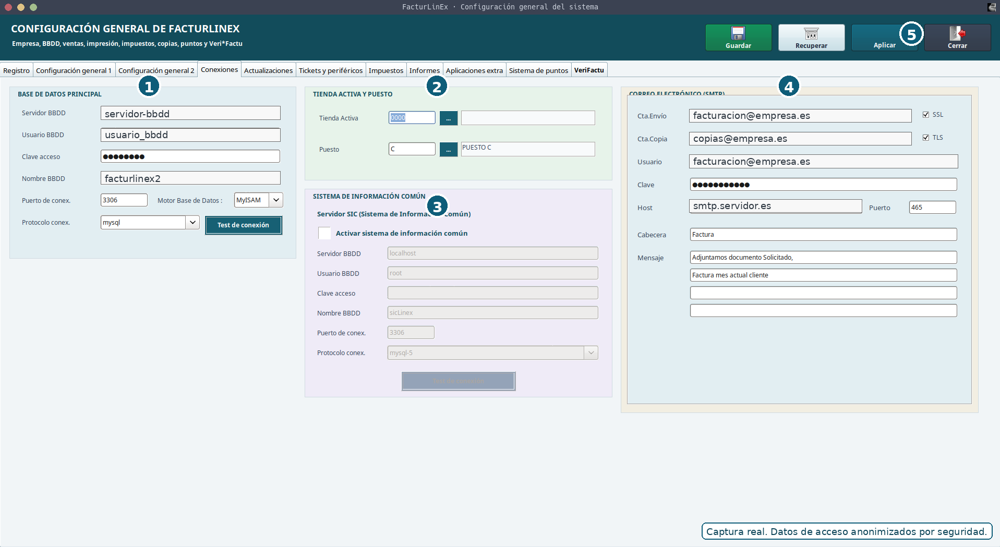 FacturLinEx · Configuración general del sistema
CONFIGURACIÓN GENERAL DE FACTURLINEX
Empresa, BBDD, ventas, impresión, impuestos, copias, puntos y Veri*Factu
Guardar
Recuperar
Aplicar
5
Cerrar
Registro
Configuración general 1
Configuración general 2
Conexiones
Actualizaciones
Tickets y periféricos
Impuestos
Informes
Aplicaciones extra
Sistema de puntos
VeriFactu
1
BASE DE DATOS PRINCIPAL
Servidor BBDD
servidor-bbdd
Usuario BBDD
usuario_bbdd
Clave acceso
●●●●●●●●
Nombre BBDD
facturlinex2
Puerto de conex.
3306
Motor Base de Datos :
MyISAM
Protocolo conex.
mysql
Test de conexión
2
TIENDA ACTIVA Y PUESTO
Tienda Activa
0000
...
Puesto
C
...
PUESTO C
SISTEMA DE INFORMACIÓN COMÚN
3
Servidor SIC (Sistema de Información Común)
Activar sistema de información común
Servidor BBDD
localhost
Usuario BBDD
root
Clave acceso
Nombre BBDD
sicLinex
Puerto de conex.
3306
Protocolo conex.
mysql-5
Test de conexión
4
CORREO ELECTRÓNICO (SMTP)
Cta.Envío
facturacion@empresa.es
SSL
Cta.Copia
copias@empresa.es
TLS
Usuario
facturacion@empresa.es
Clave
●●●●●●●●●●●
Host
smtp.servidor.es
Puerto
465
Cabecera
Factura
Mensaje
Adjuntamos documento Solicitado,
Factura mes actual cliente
Captura real. Datos de acceso anonimizados por seguridad.